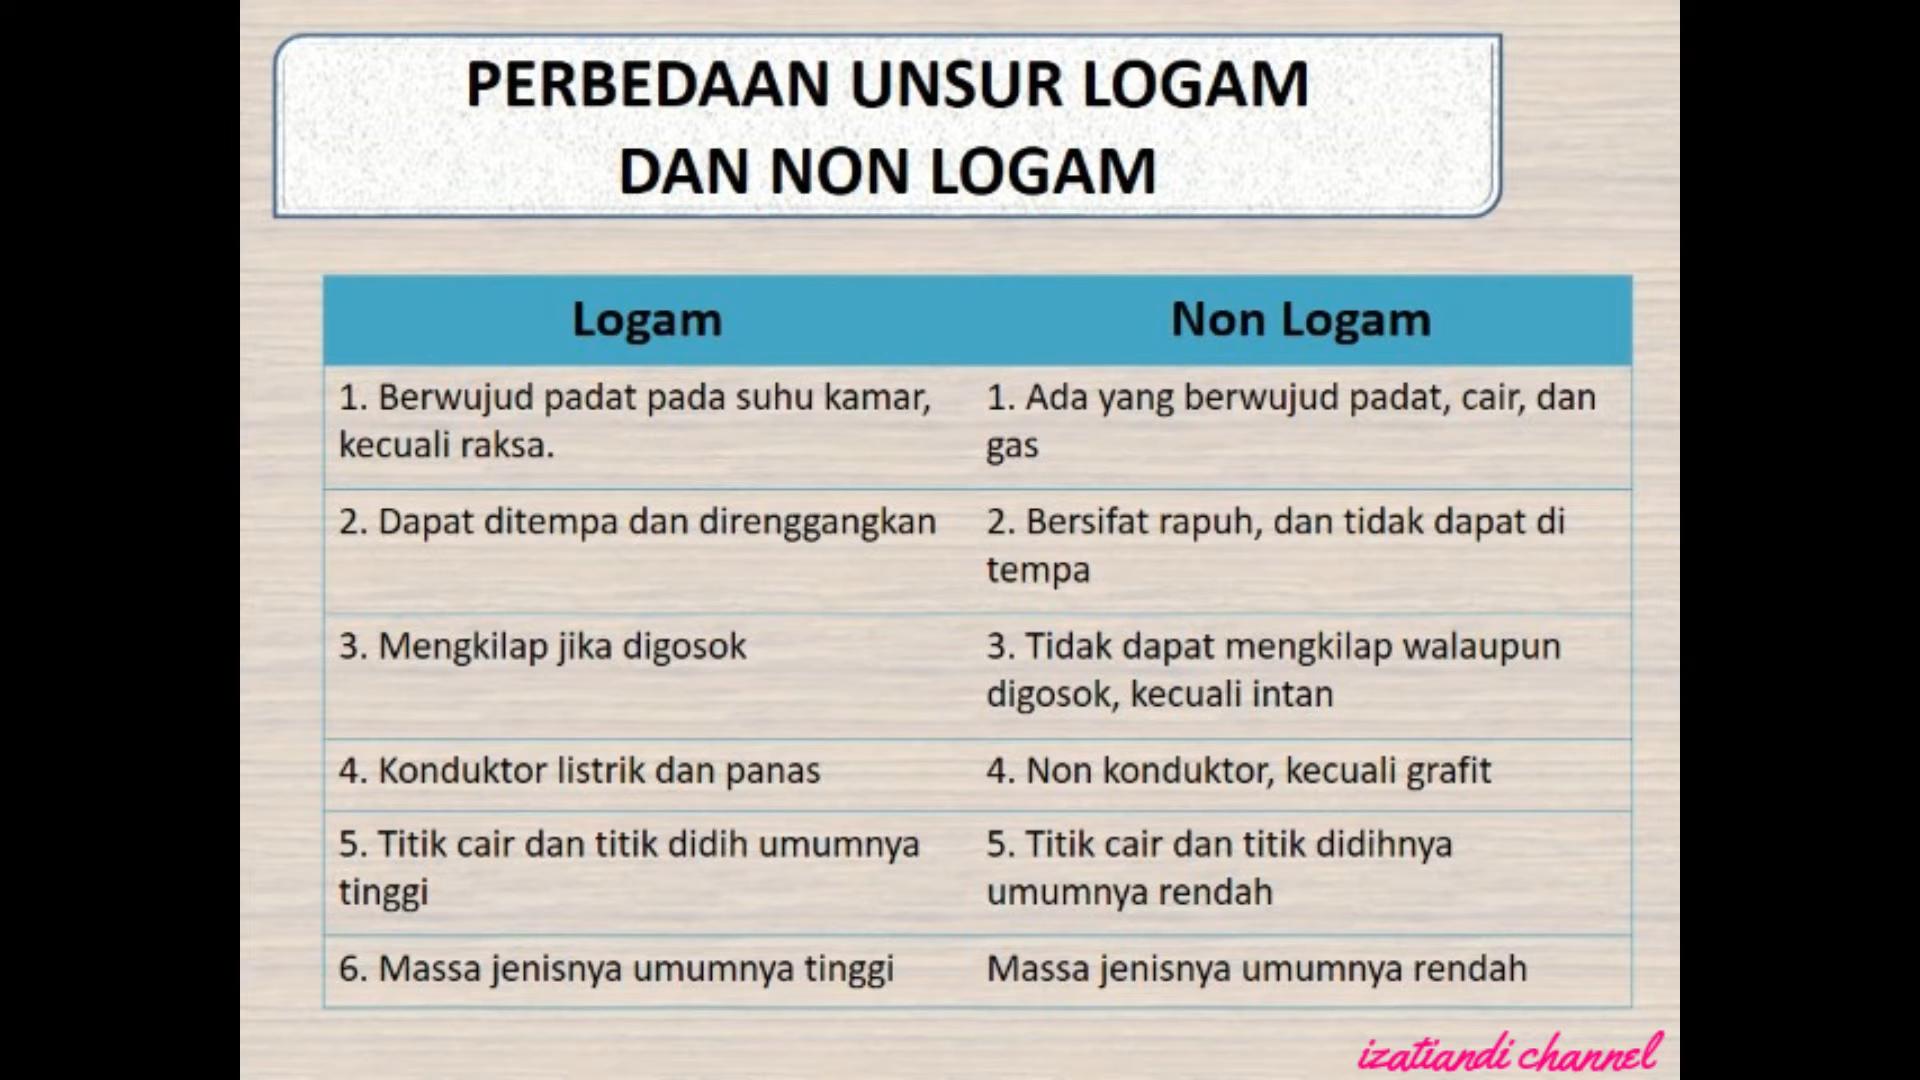 PERBEDAAN UNSUR LOGAM
DAN NON LOGAM
Logam
Non Logam
1. Berwujud padat pada suhu kamar,
kecuali raksa.
1. Ada yang berwujud padat, cair, dan
gas
2. Dapat ditempa dan direnggangkan
2. Bersifat rapuh, dan tidak dapat di
tempa
3. Mengkilap jika digosok
3. Tidak dapat mengkilap walaupun
digosok, kecuali intan
4. Konduktor listrik dan panas
4. Non konduktor, kecuali grafit
5. Titik cair dan titik didih umumnya
tinggi
5. Titik cair dan titik didihnya
umumnya rendah
6. Massa jenisnya umumnya tinggi
Massa jenisnya umumnya rendah
izatiandi channel